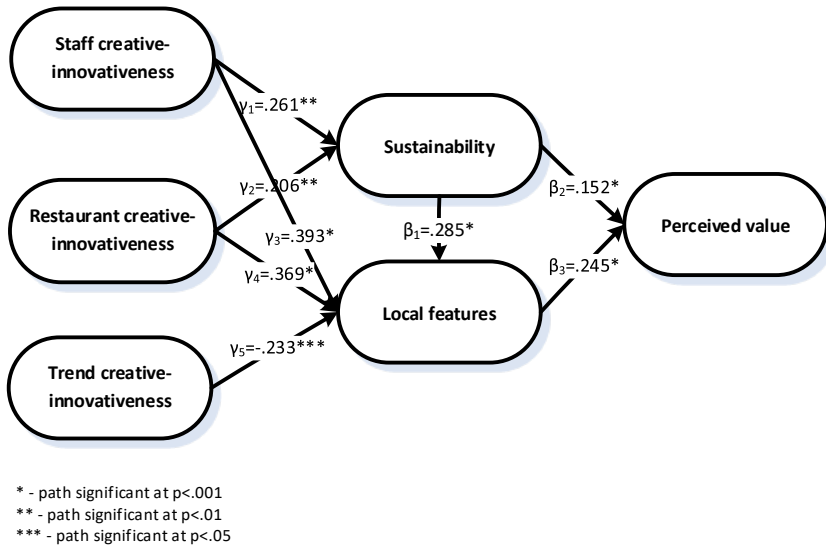 Staff creative-
innovativeness
γ₁=.261**
Sustainability
γ₂=.206**
β₂=.152*
Restaurant creative-
innovativeness
Perceived value
γ₃=.393*
β₁=.285*
γ₄=.369*
β₃=.245*
Local features
γ₅=-.233***
Trend creative-
innovativeness
* - path significant at p<.001
** - path significant at p<.01
*** - path significant at p<.05